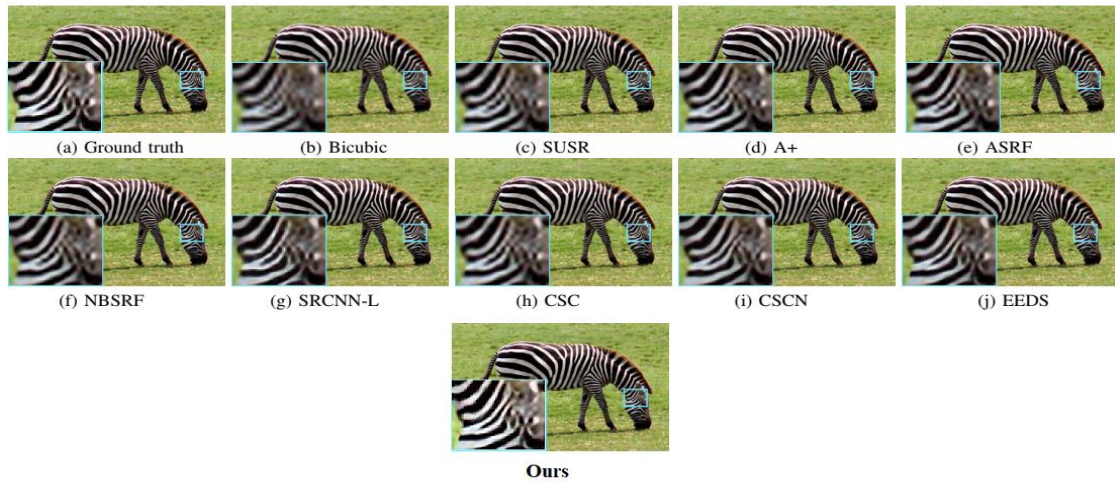 (a) Ground truth (b) Bicubic (c) SUSR (d) A+ (e) ASRF
(f) NBSRF (g) SRCNN-L (h) CSC (i) CSCN (j) EEDS
Ours